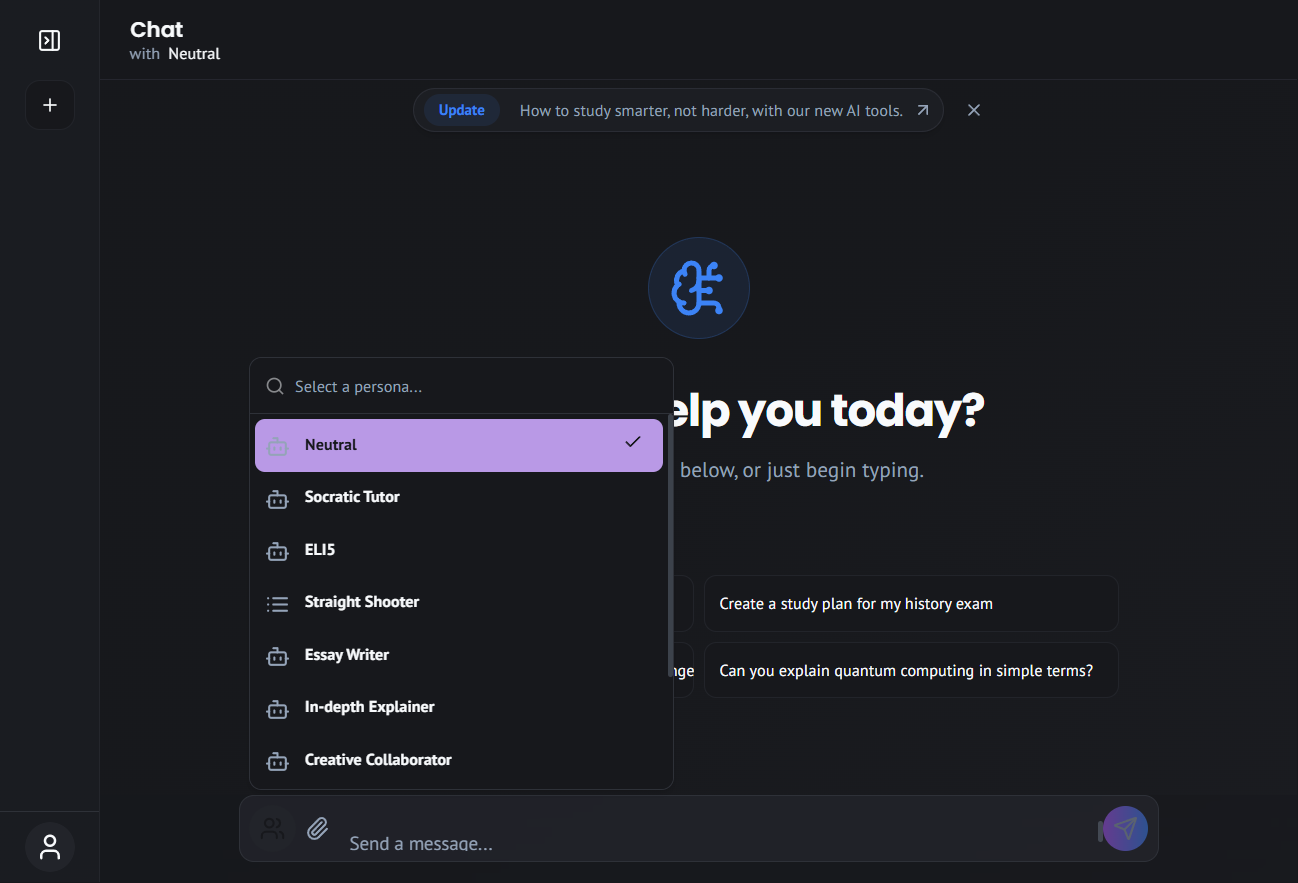 Chat
with Neutral
Update How to study smarter, not harder, with our new AI tools.
elp you today?
below, or just begin typing.
Select a persona...
Neutral
Socratic Tutor
ELI5
Straight Shooter
Essay Writer
In-depth Explainer
Creative Collaborator
Create a study plan for my history exam
Can you explain quantum computing in simple terms?
Send a message...